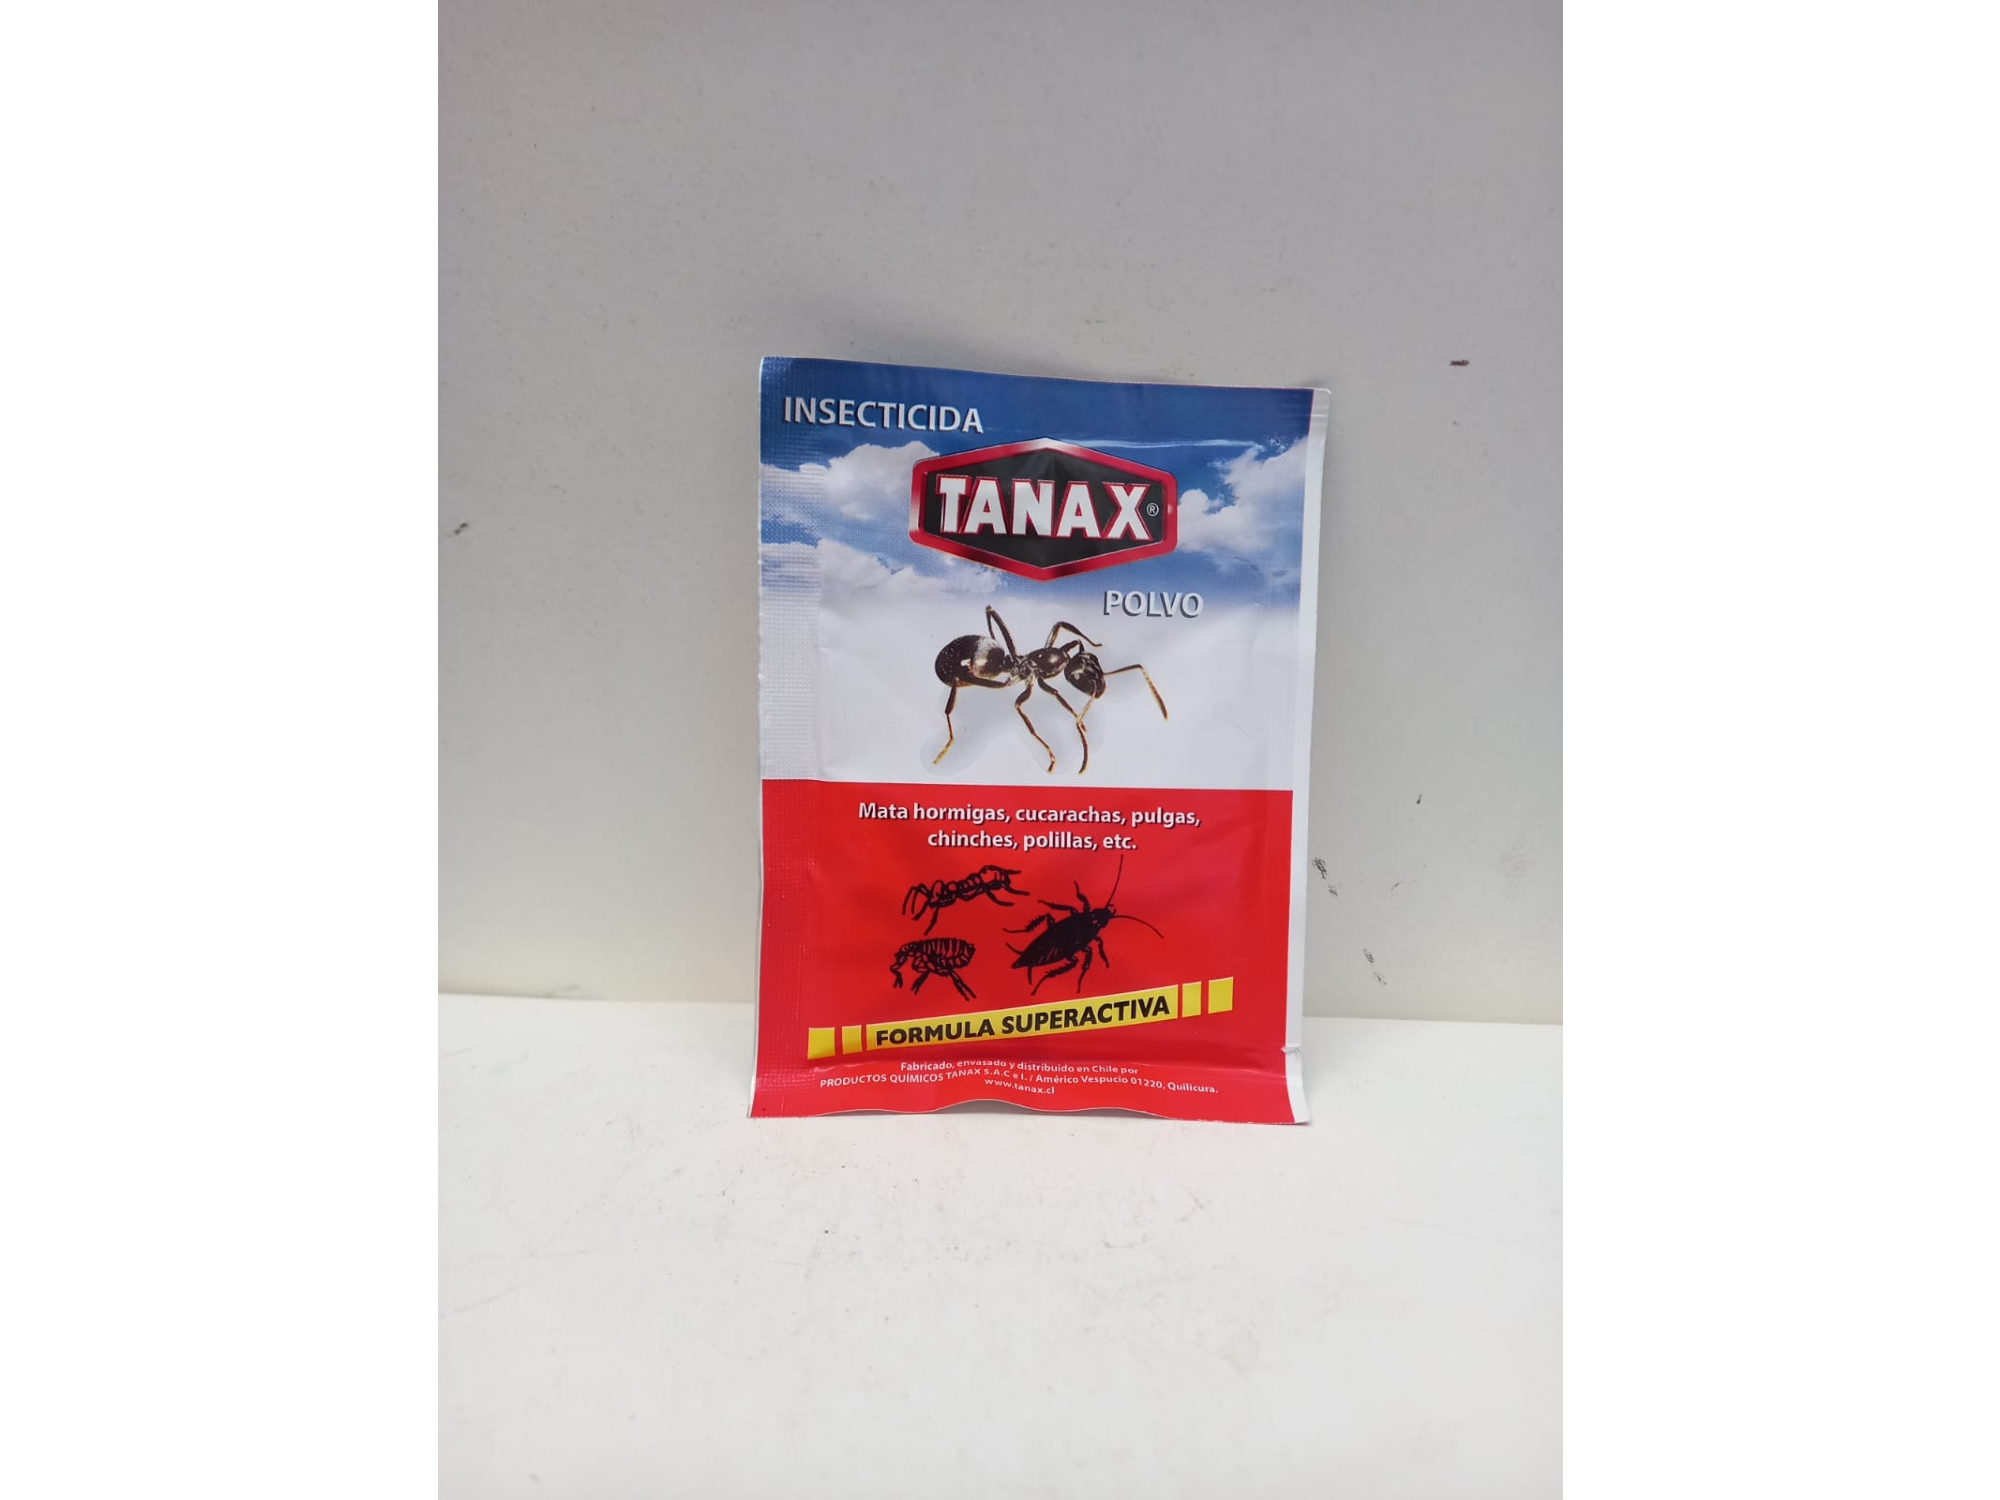 INSECTICIDA
TANAX®
POLVO
Mata hormigas, cucarachas, pulgas,
chinches, polillas, etc.
FORMULA SUPERACTIVA
Fabricado, envasado y distribuido en Chile por
PRODUCTOS QUÍMICOS TANAX S.A.C e I. / Américo Vespucio 01220, Quilicura.
www.tanax.cl